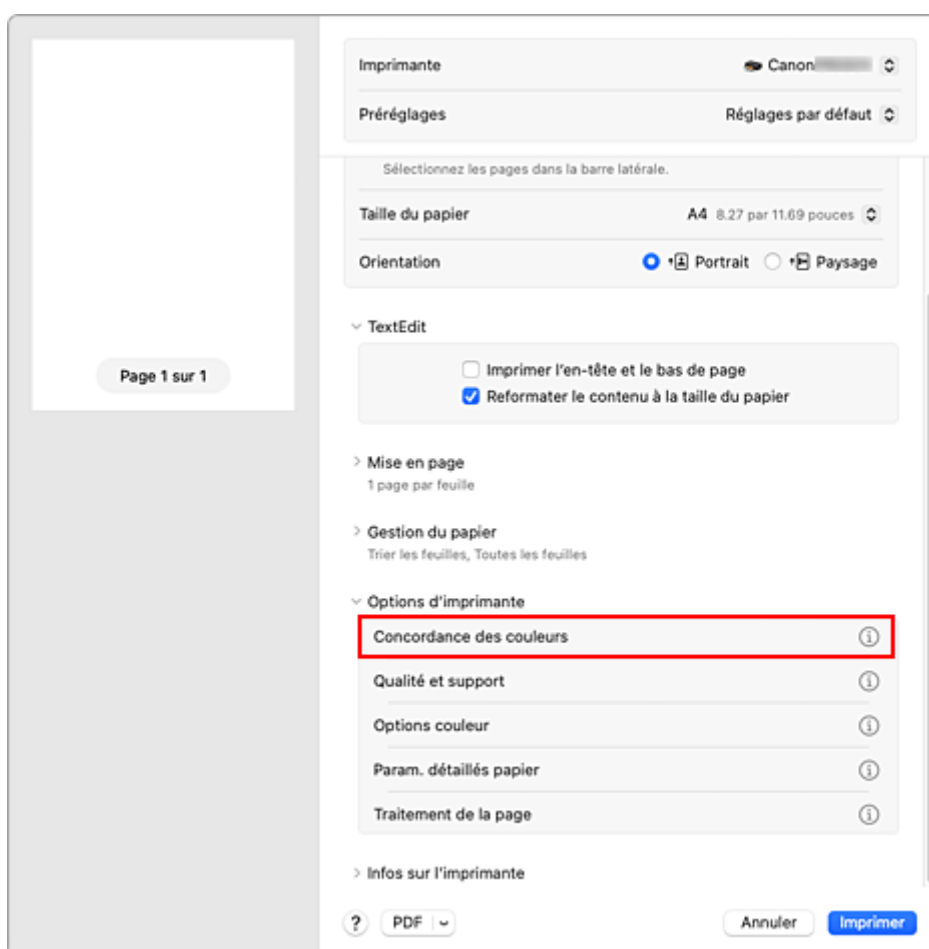 Page 1 sur 1
Imprimante Canon
Préréglages Réglages par défaut
Sélectionnez les pages dans la barre latérale.
Taille du papier A4 8.27 par 11.69 pouces
Orientation Portrait Paysage
TextEdit
Imprimer l'en-tête et le bas de page
Reformater le contenu à la taille du papier
Mise en page
1 page par feuille
Gestion du papier
Trier les feuilles, Toutes les feuilles
Options d'imprimante
Concordance des couleurs
Qualité et support
Options couleur
Param. détaillés papier
Traitement de la page
Infos sur l'imprimante
? PDF Annuler Imprimer